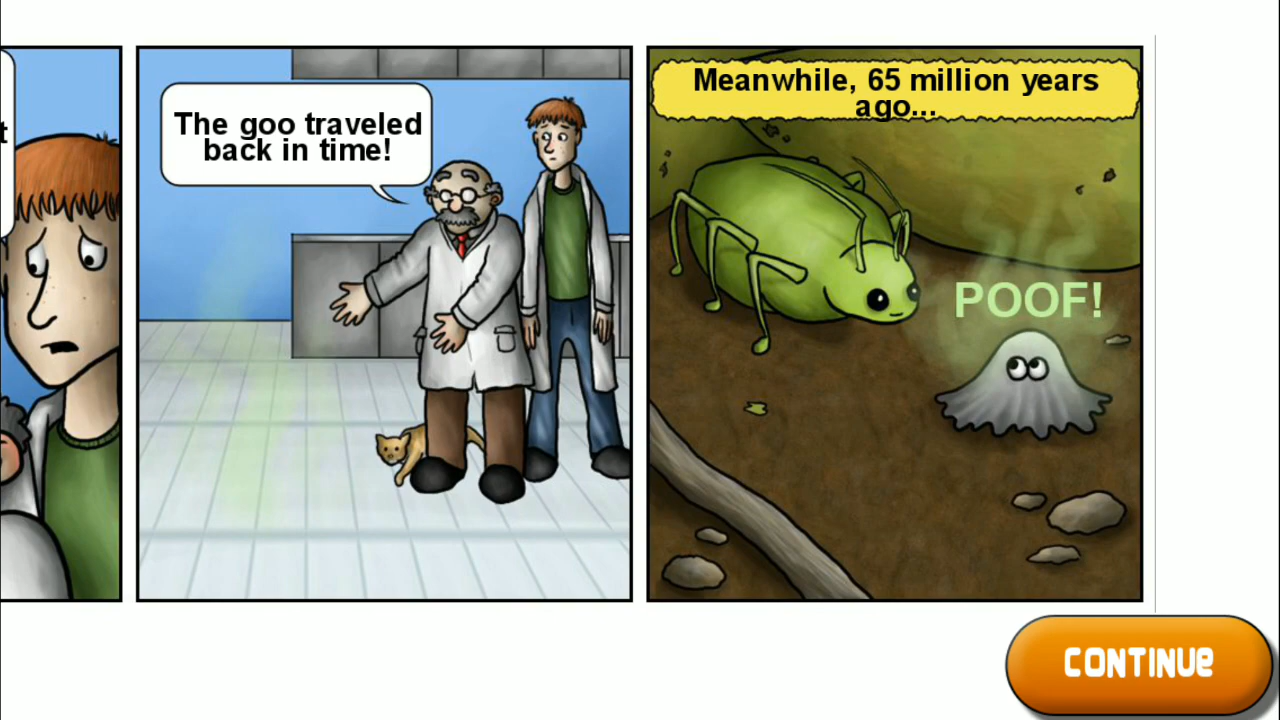 t
The goo traveled
back in time!
Meanwhile, 65 million years
ago...
POOF!
CONTINUE